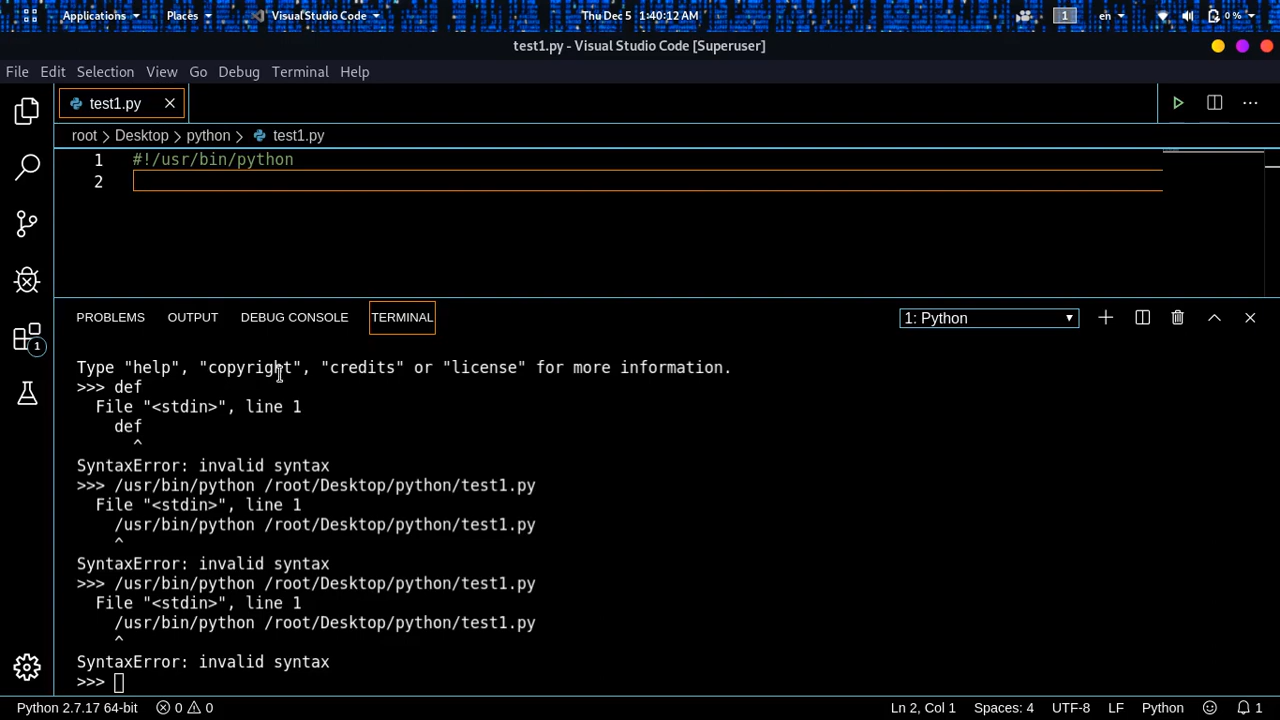 Applications Places Visual Studio Code Thu Dec 5 1:40:12 AM 1 en 0 %
test1.py - Visual Studio Code [Superuser]
File Edit Selection View Go Debug Terminal Help
test1.py
root > Desktop > python > test1.py
1 #!/usr/bin/python
2
PROBLEMS OUTPUT DEBUG CONSOLE TERMINAL 1: Python
1
Type "help", "copyright", "credits" or "license" for more information.
>>> def
File "<stdin>", line 1
def
^
SyntaxError: invalid syntax
>>> /usr/bin/python /root/Desktop/python/test1.py
File "<stdin>", line 1
/usr/bin/python /root/Desktop/python/test1.py
^
SyntaxError: invalid syntax
>>> /usr/bin/python /root/Desktop/python/test1.py
File "<stdin>", line 1
/usr/bin/python /root/Desktop/python/test1.py
^
SyntaxError: invalid syntax
>>>
Python 2.7.17 64-bit 0 0 Ln 2, Col 1 Spaces: 4 UTF-8 LF Python 1